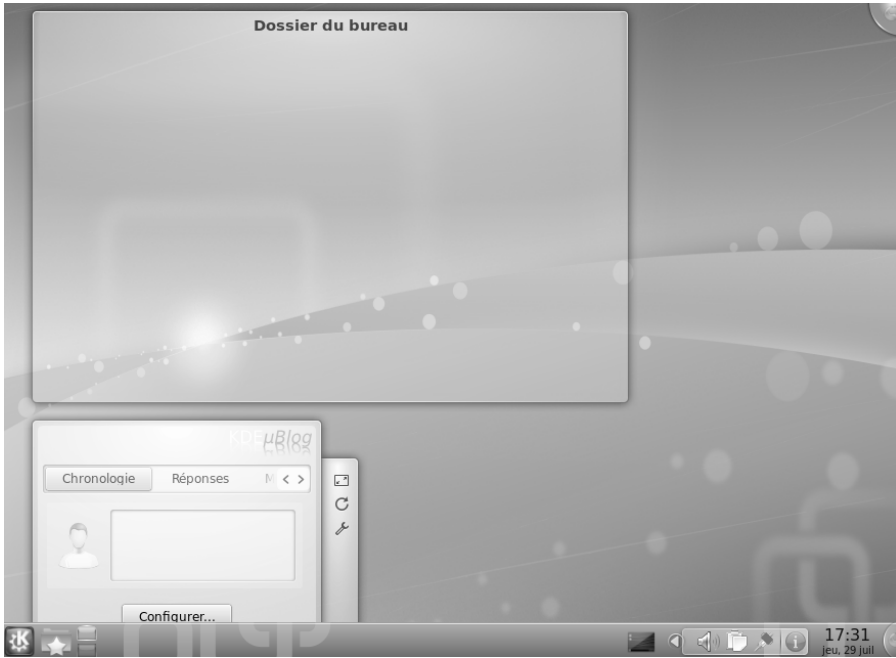 Dossier du bureau
KDE µBlog
Chronologie Réponses M < >
Configurer...
17:31
jeu, 29 juil